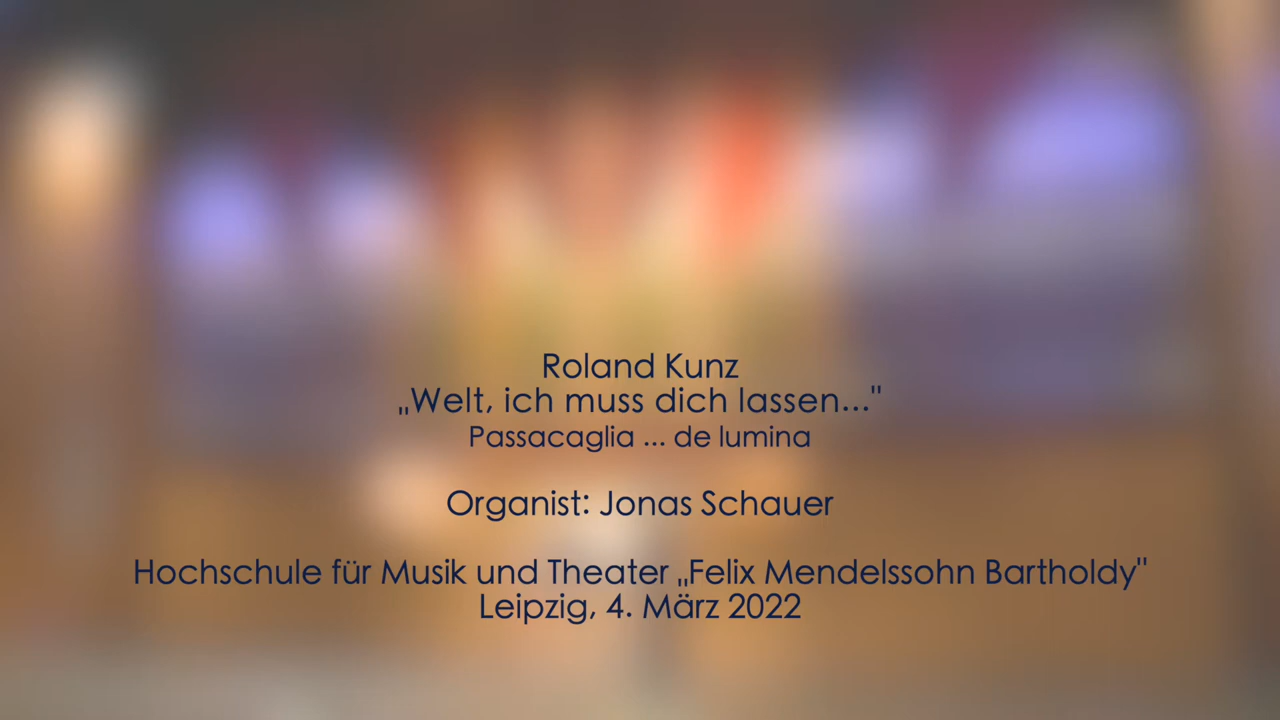 Roland Kunz
„Welt, ich muss dich lassen..."
Passacaglia ... de lumina
Organist: Jonas Schauer
Hochschule für Musik und Theater „Felix Mendelssohn Bartholdy"
Leipzig, 4. März 2022